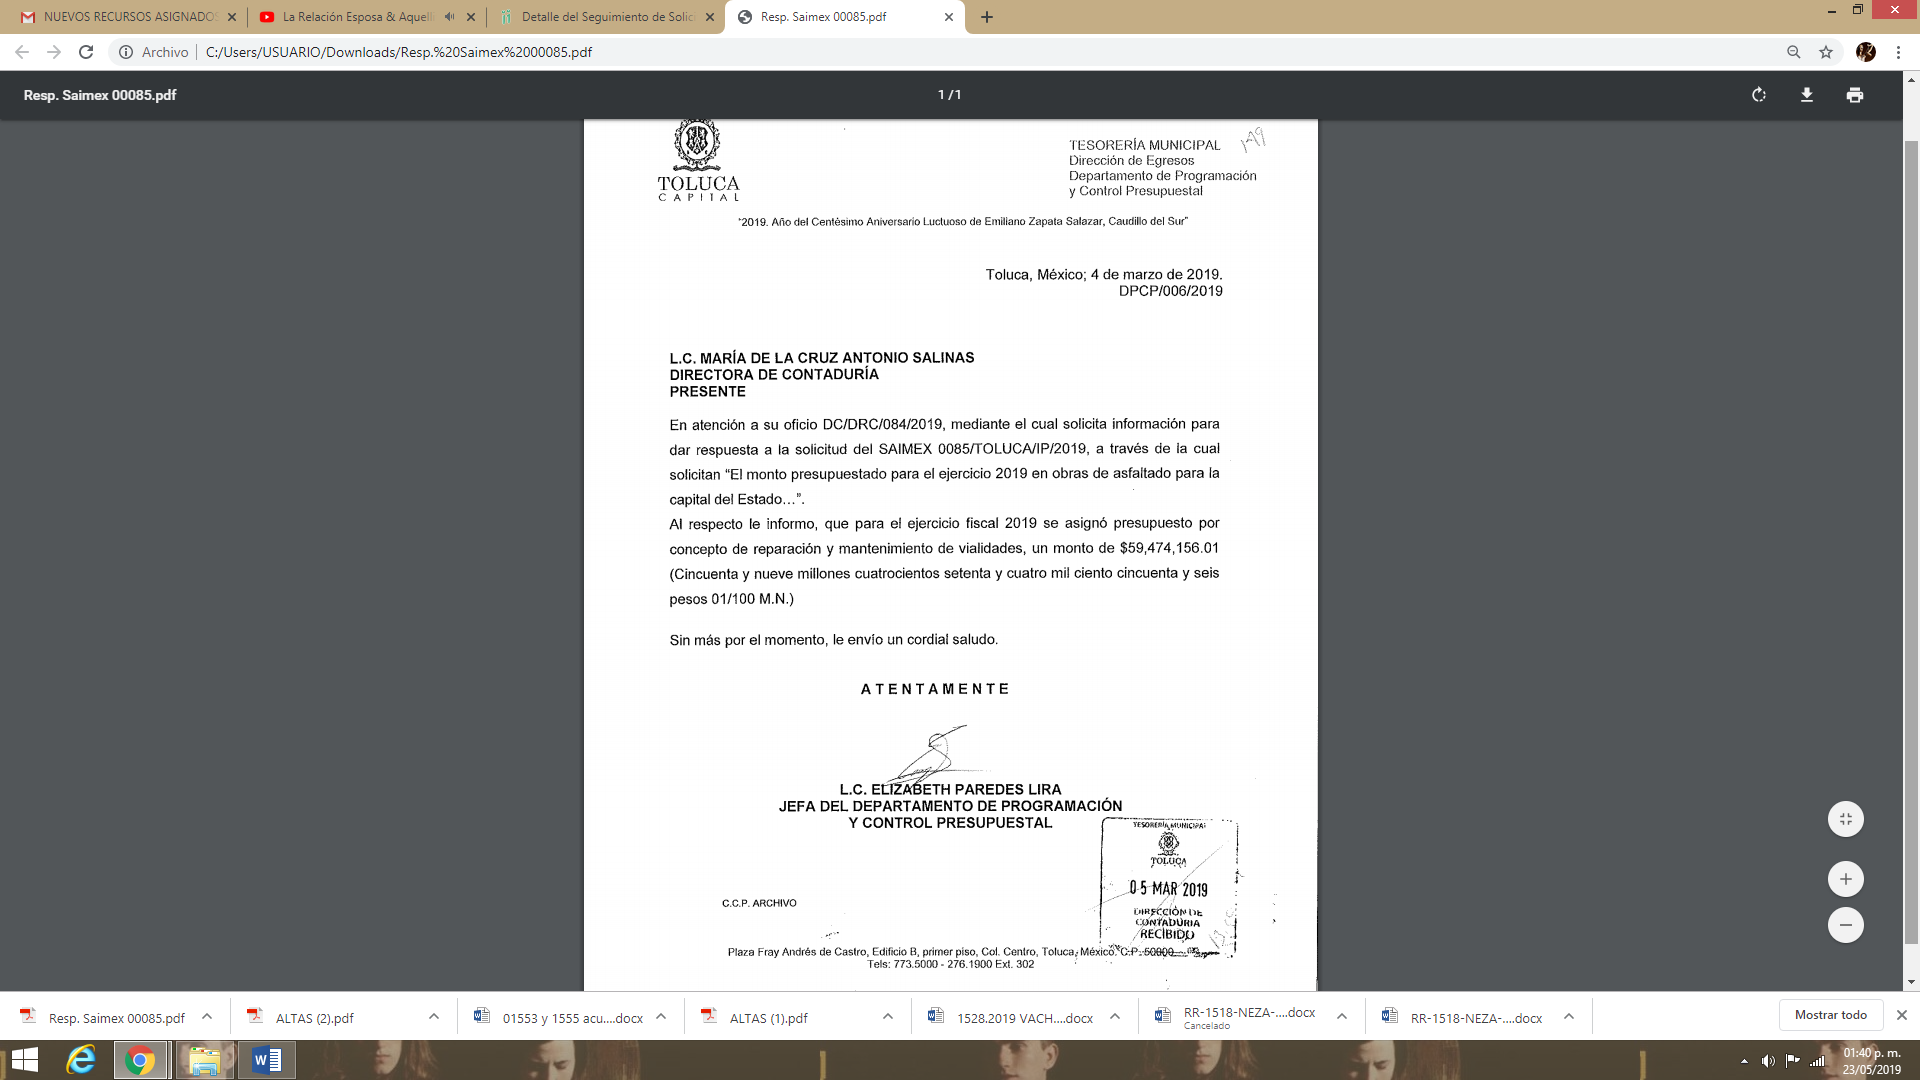 NUEVOS RECURSOS ASIGNADOS
La Relación Esposa & Aquell
Detalle del Seguimiento de Solic
Resp. Saimex 00085.pdf
Archivo
C:/Users/USUARIO/Downloads/Resp.%20Saimex%2000085.pdf
Resp. Saimex 00085.pdf
1 / 1
TOLUCA
CAPITAL
TESORERÍA MUNICIPAL
Dirección de Egresos
Departamento de Programación
y Control Presupuestal
"2019. Año del Centésimo Aniversario Luctuoso de Emiliano Zapata Salazar, Caudillo del Sur"
Toluca, México; 4 de marzo de 2019.
DPCP/006/2019
L.C. MARÍA DE LA CRUZ ANTONIO SALINAS
DIRECTORA DE CONTADURÍA
PRESENTE
En atención a su oficio DC/DRC/084/2019, mediante el cual solicita información para
dar respuesta a la solicitud del SAIMEX 0085/TOLUCA/IP/2019, a través de la cual
solicitan "El monto presupuestado para el ejercicio 2019 en obras de asfaltado para la
capital del Estado…".
Al respecto le informo, que para el ejercicio fiscal 2019 se asignó presupuesto por
concepto de reparación y mantenimiento de vialidades, un monto de $59,474,156.01
(Cincuenta y nueve millones cuatrocientos setenta y cuatro mil ciento cincuenta y seis
pesos 01/100 M.N.)
Sin más por el momento, le envío un cordial saludo.
A T E N T A M E N T E
L.C. ELIZABETH PAREDES LIRA
JEFA DEL DEPARTAMENTO DE PROGRAMACIÓN
Y CONTROL PRESUPUESTAL
TESORERÍA MUNICIPAL
TOLUCA
05 MAR 2019
DIRECCIÓN DE
CONTADURIA
RECIBIDO
C.C.P. ARCHIVO
Plaza Fray Andrés de Castro, Edificio B, primer piso, Col. Centro, Toluca, México. C.P. 50000
Tels: 773.5000 - 276.1900 Ext. 302
Resp. Saimex 00085.pdf
ALTAS (2).pdf
01553 y 1555 acu....docx
ALTAS (1).pdf
1528.2019 VACH....docx
RR-1518-NEZA-....docx
Cancelado
RR-1518-NEZA-....docx
Mostrar todo
01:40 p. m.
23/05/2019